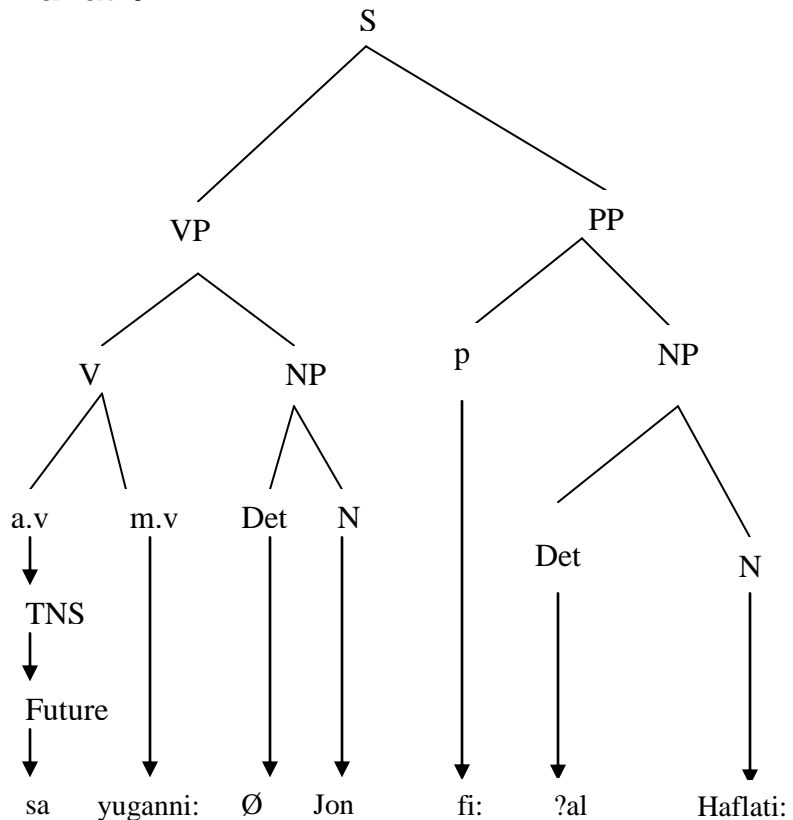 S
VP PP
V NP p NP
a.v m.v Det N
Det N
TNS
Future
sa yuganni: Ø Jon fi: ?al Haflati: